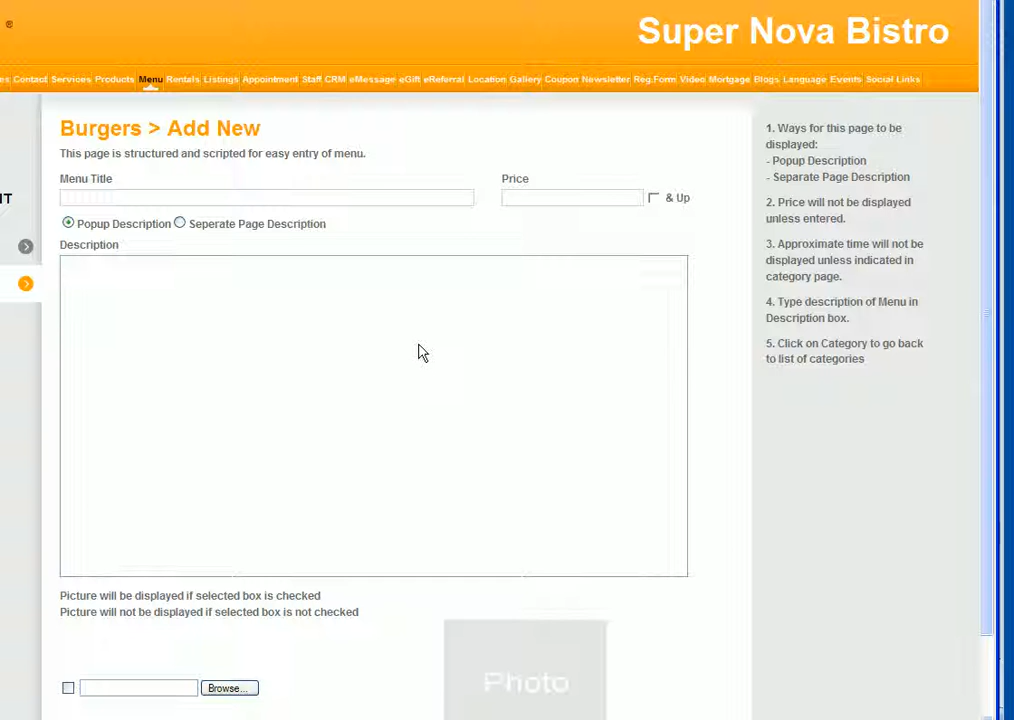 ®
Super Nova Bistro
es Contact Services Products Menu Rentals Listings Appointment Staff CRM eMessage eGift eReferral Location Gallery Coupon Newsletter Reg.Form Video Mortgage Blogs Language Events Social Links
Burgers > Add New
This page is structured and scripted for easy entry of menu.
Menu Title
Price
& Up
Popup Description
Seperate Page Description
Description
Picture will be displayed if selected box is checked
Picture will not be displayed if selected box is not checked
Browse...
Photo
IT
1. Ways for this page to be
displayed:
- Popup Description
- Separate Page Description
2. Price will not be displayed
unless entered.
3. Approximate time will not be
displayed unless indicated in
category page.
4. Type description of Menu in
Description box.
5. Click on Category to go back
to list of categories